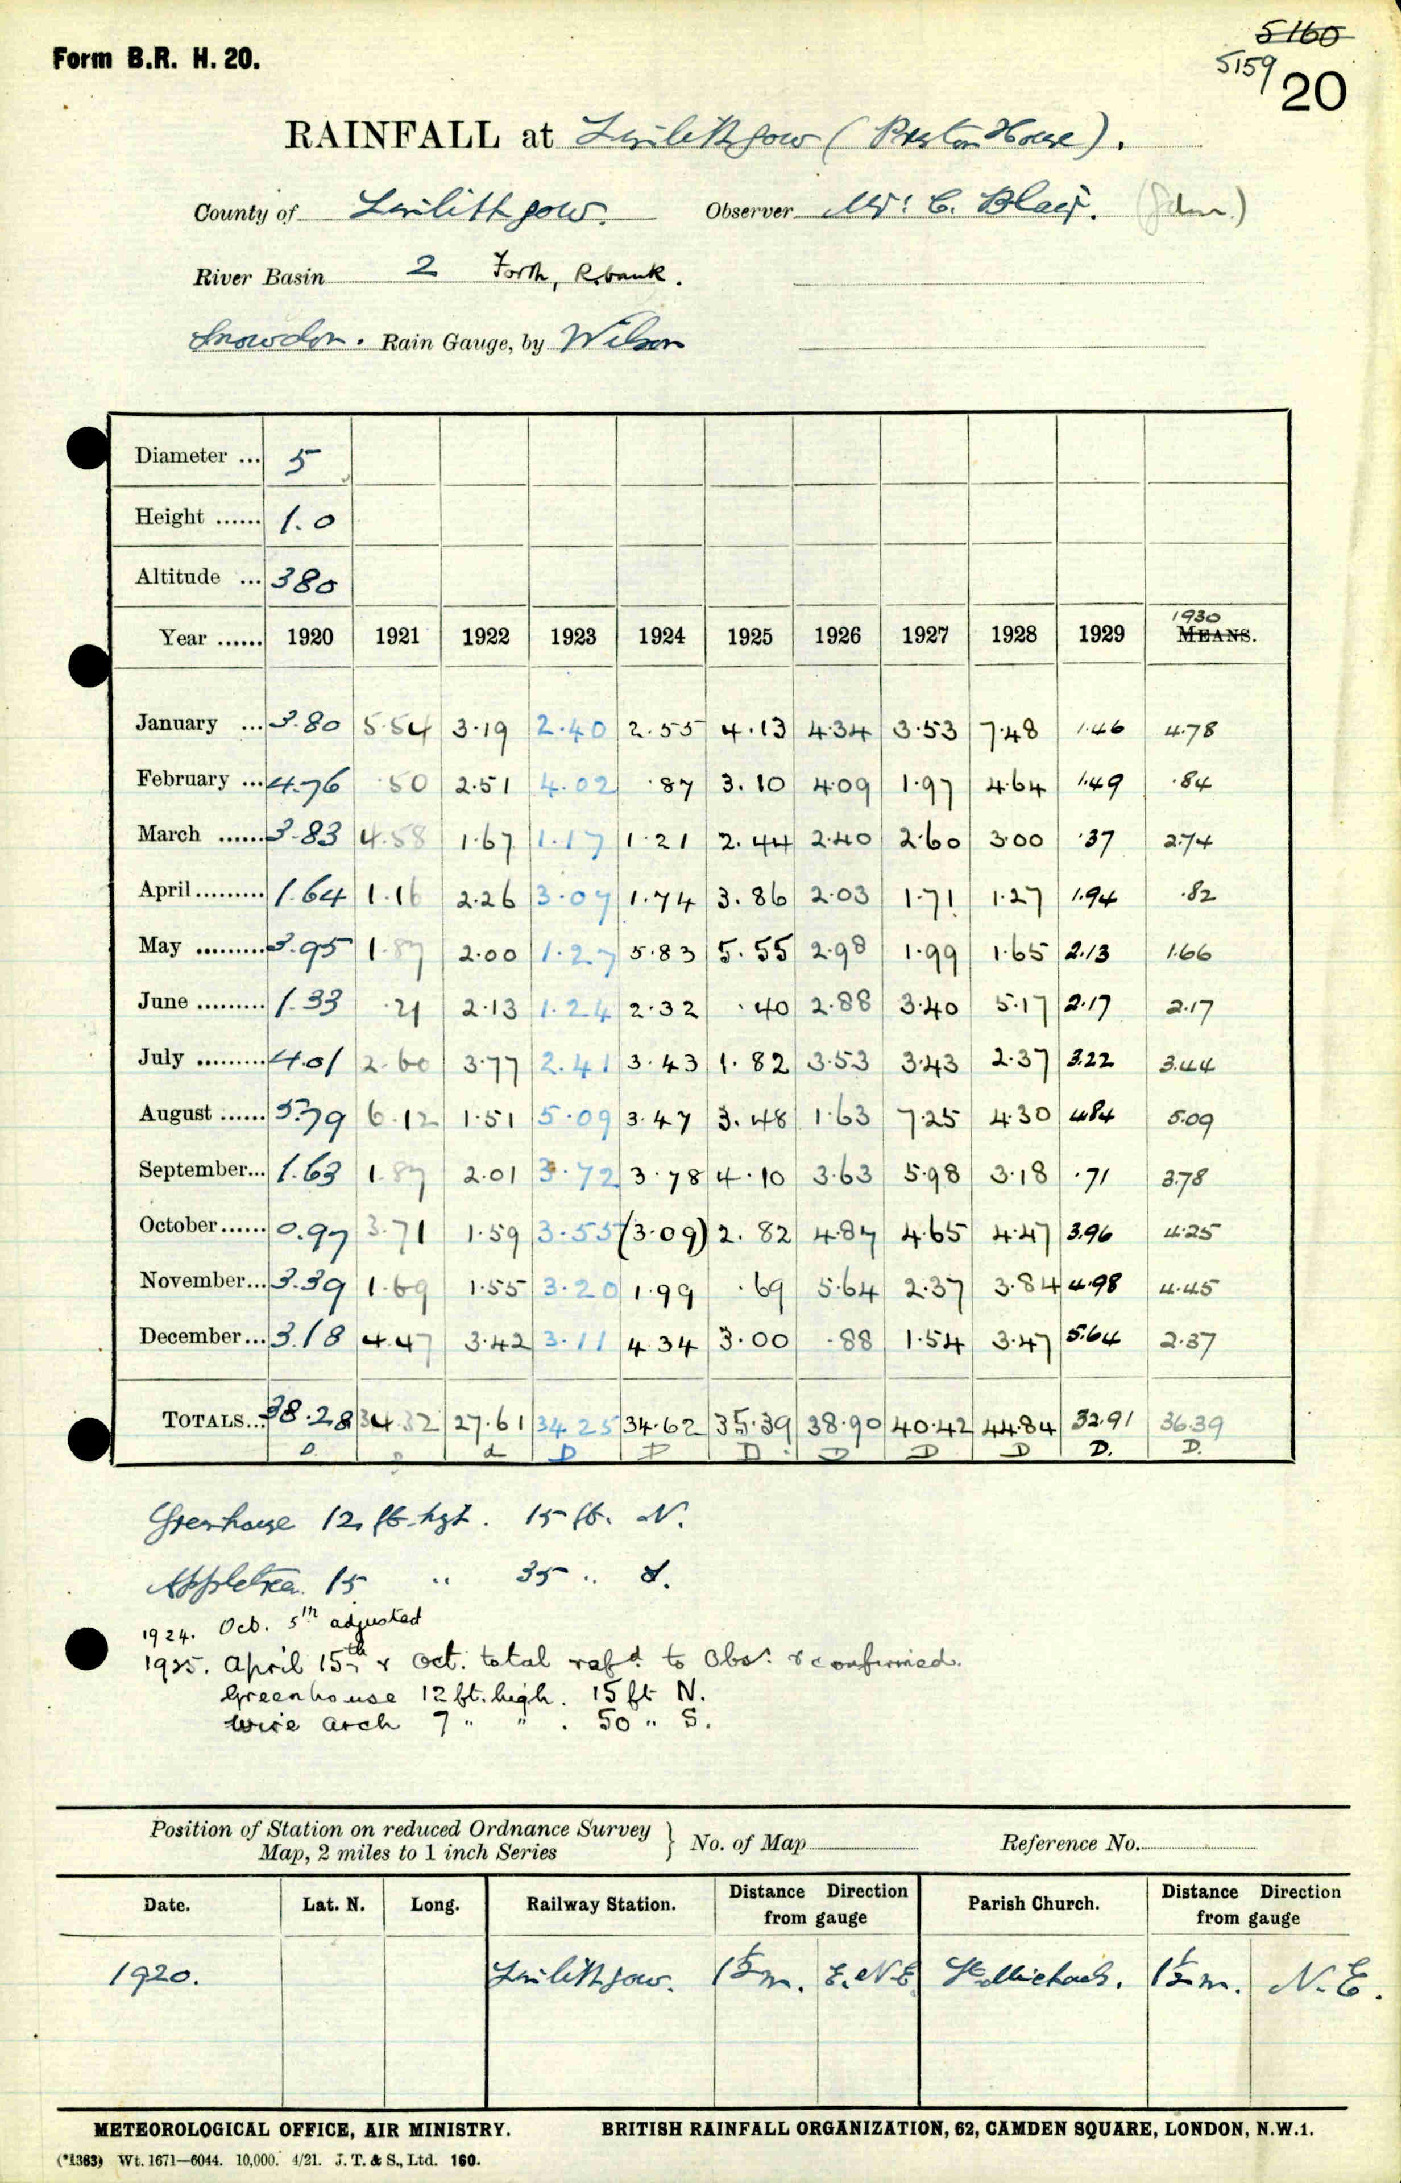 5160
Form B.R. H. 20.
5159
20
RAINFALL at Linlithgow (Preston House).
County of Linlithgow. Observer Mr. C. Blair.
River Basin 2 Forth, R. bank.
Snowdon. Rain Gauge, by Wilson
Diameter ... 5
Height ...... 1.0
Altitude ... 380
1930
Year ...... 1920 1921 1922 1923 1924 1925 1926 1927 1928 1929 MEANS.
January ... 3.80 5.54 3.19 2.40 2.55 4.13 4.34 3.53 7.48 1.46 4.78
February ... 4.76 .50 2.51 4.02 .87 3.10 4.09 1.97 4.64 1.49 .84
March ...... 3.83 4.58 1.67 1.17 1.21 2.44 2.40 2.60 3.00 .37 2.74
April ......... 1.64 1.16 2.26 3.07 1.74 3.86 2.03 1.71 1.27 1.94 .82
May ......... 3.95 1.87 2.00 1.27 5.83 5.55 2.98 1.99 1.65 2.13 1.66
June ......... 1.33 .21 2.13 1.24 2.32 .40 2.88 3.40 5.17 2.17 2.17
July ......... 4.01 2.60 3.77 2.41 3.43 1.82 3.53 3.43 2.37 3.22 3.44
August ...... 5.79 6.12 1.51 5.09 3.47 3.48 1.63 7.25 4.30 4.84 5.09
September... 1.63 1.87 2.01 3.72 3.78 4.10 3.63 5.98 3.18 .71 3.78
October...... 0.97 3.71 1.59 3.55 (3.09) 2.82 4.87 4.65 4.47 3.96 4.25
November... 3.39 1.69 1.55 3.20 1.99 .69 5.64 2.37 3.84 4.98 4.45
December... 3.18 4.47 3.42 3.11 4.34 3.00 .88 1.54 3.47 5.64 2.37
TOTALS... 38.28 34.32 27.61 34.25 34.62 35.39 38.90 40.42 44.84 32.91 36.39
D D d D D D D D D D. D.
Greenhouse 12 ft. hgt. 15 ft. N.
Appletree 15 " 35 " S.
1924. Oct. 5th adjusted
1925. April 15th & Oct. total refd. to Obsr. & confirmed.
Greenhouse 12 ft. high. 15 ft N.
wire arch 7 " " . 50 " S.
Position of Station on reduced Ordnance Survey
Map, 2 miles to 1 inch Series } No. of Map Reference No.
Date. Lat. N. Long. Railway Station. Distance Direction from gauge Parish Church. Distance Direction from gauge
1920. Linlithgow. 1½ m. E.N.E St. Michaels. 1½ m. N.E.
METEOROLOGICAL OFFICE, AIR MINISTRY. BRITISH RAINFALL ORGANIZATION, 62, CAMDEN SQUARE, LONDON, N.W.1.
(*1383) Wt. 1671—6044. 10,000. 4/21. J. T. & S., Ltd. 160.